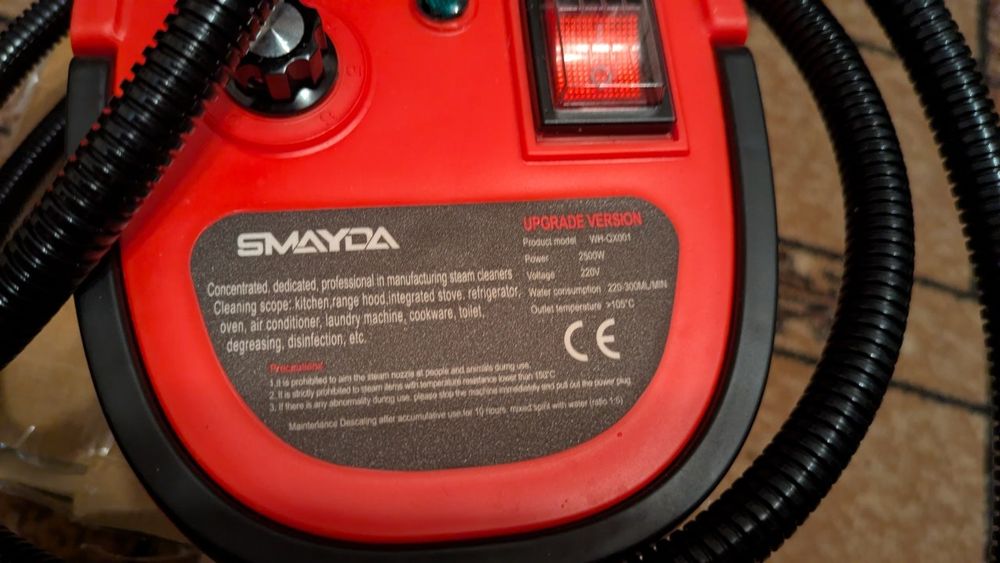 SMAYDA
Concentrated, dedicated, professional in manufacturing steam cleaners
Cleaning scope: kitchen,range hood,integrated stove. refrigerator,
oven, air conditioner, laundry machine, cookware, toilet,
degreasing, disinfection, etc.
UPGRADE VERSION
Product model WH-QX001
Power 2500W
Voltage 220V
Water consumption 220-300ML/MIN
Outlet temperature >105°C
CE
Precautions:
1.It is prohibited to aim the steam nozzle at people and animals during use.
2. It is strictly prohibited to steam items with temperature resistance lower than 150°C
3. If there is any abnormality during use, please stop the machine immediately end pull out the power plug.
Mainterlance Descaling after accumulative use for 10 hours, mixed spirit with water (ratio 1:5)